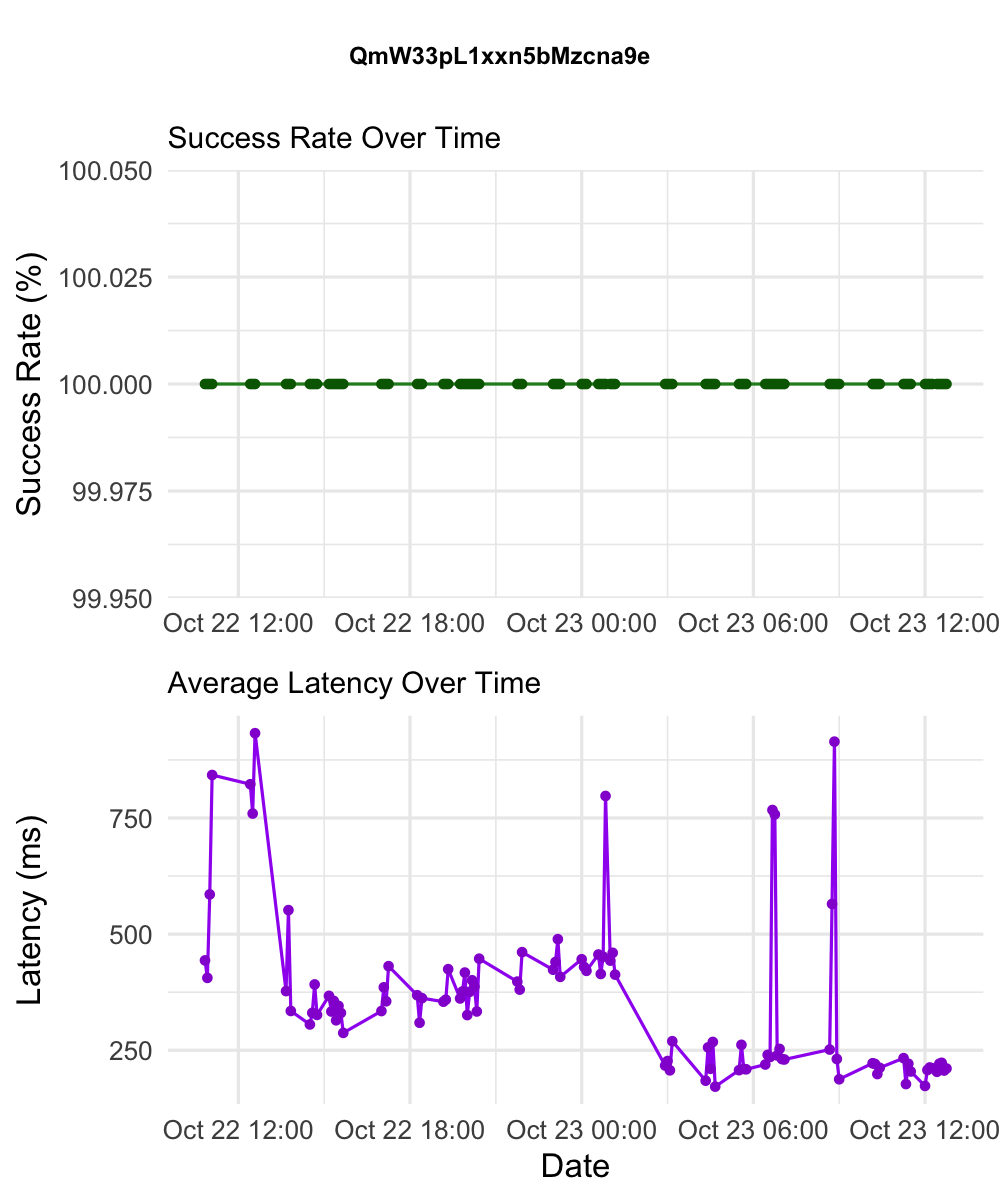 QmW33pL1xxn5bMzcna9e
Success Rate Over Time
Success Rate (%)
100.050
100.025
100.000
99.975
99.950
Oct 22 12:00 Oct 22 18:00 Oct 23 00:00 Oct 23 06:00 Oct 23 12:00
Average Latency Over Time
Latency (ms)
750
500
250
Oct 22 12:00 Oct 22 18:00 Oct 23 00:00 Oct 23 06:00 Oct 23 12:00
Date